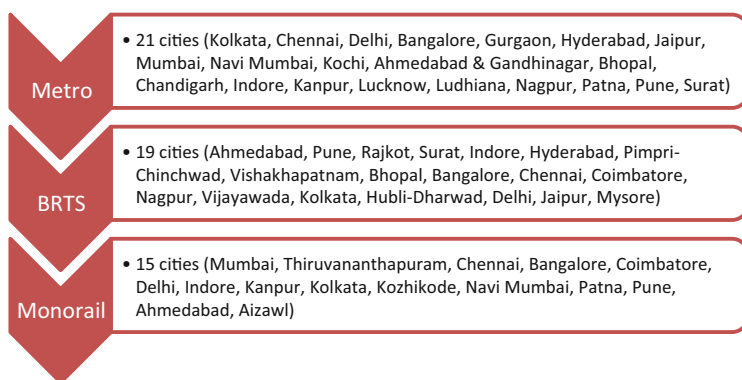 Metro
• 21 cities (Kolkata, Chennai, Delhi, Bangalore, Gurgaon, Hyderabad, Jaipur,
Mumbai, Navi Mumbai, Kochi, Ahmedabad & Gandhinagar, Bhopal,
Chandigarh, Indore, Kanpur, Lucknow, Ludhiana, Nagpur, Patna, Pune, Surat)
BRTS
• 19 cities (Ahmedabad, Pune, Rajkot, Surat, Indore, Hyderabad, Pimpri-
Chinchwad, Vishakhapatnam, Bhopal, Bangalore, Chennai, Coimbatore,
Nagpur, Vijayawada, Kolkata, Hubli-Dharwad, Delhi, Jaipur, Mysore)
Monorail
• 15 cities (Mumbai, Thiruvananthapuram, Chennai, Bangalore, Coimbatore,
Delhi, Indore, Kanpur, Kolkata, Kozhikode, Navi Mumbai, Patna, Pune,
Ahmedabad, Aizawl)